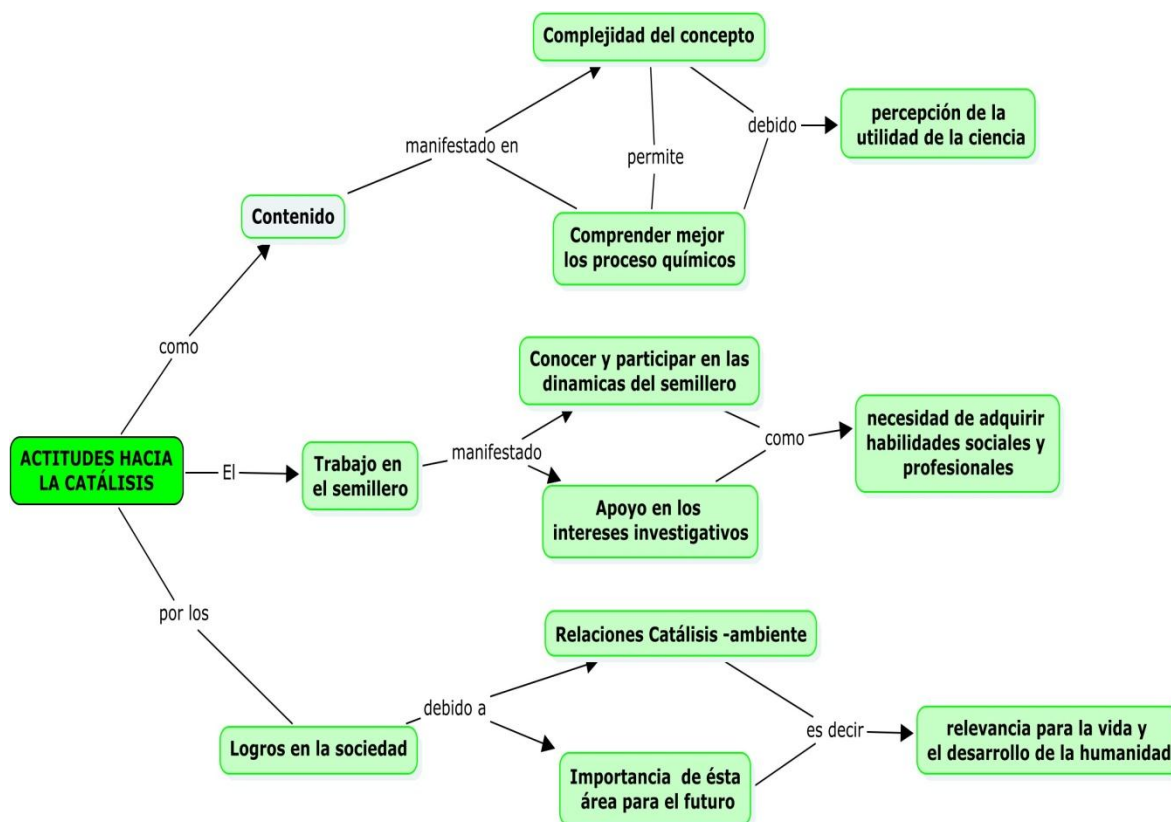 Complejidad del concepto
manifestado en
permite
debido
percepción de la
utilidad de la ciencia
Contenido
Comprender mejor
los proceso químicos
como
Conocer y participar en las
dinamicas del semillero
ACTITUDES HACIA
LA CATÁLISIS
El
Trabajo en
el semillero
manifestado
como
necesidad de adquirir
habilidades sociales y
profesionales
Apoyo en los
intereses investigativos
por los
Relaciones Catálisis -ambiente
Logros en la sociedad
debido a
es decir
relevancia para la vida y
el desarrollo de la humanidad
Importancia de ésta
área para el futuro